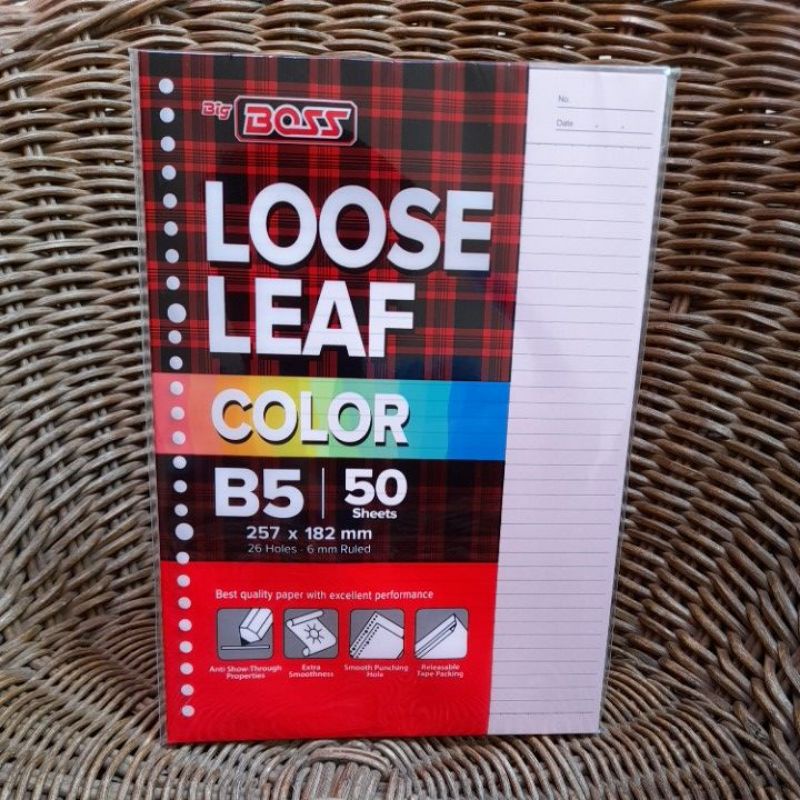 Big BOSS
No.
Date . .
LOOSE
LEAF
COLOR
B5 | 50
Sheets
257 x 182 mm
26 Holes - 6 mm Ruled
Best quality paper with excellent performance
Anti Show-Through
Properties
Extra
Smoothness
Smooth Punching
Hole
Releasable
Tape Packing